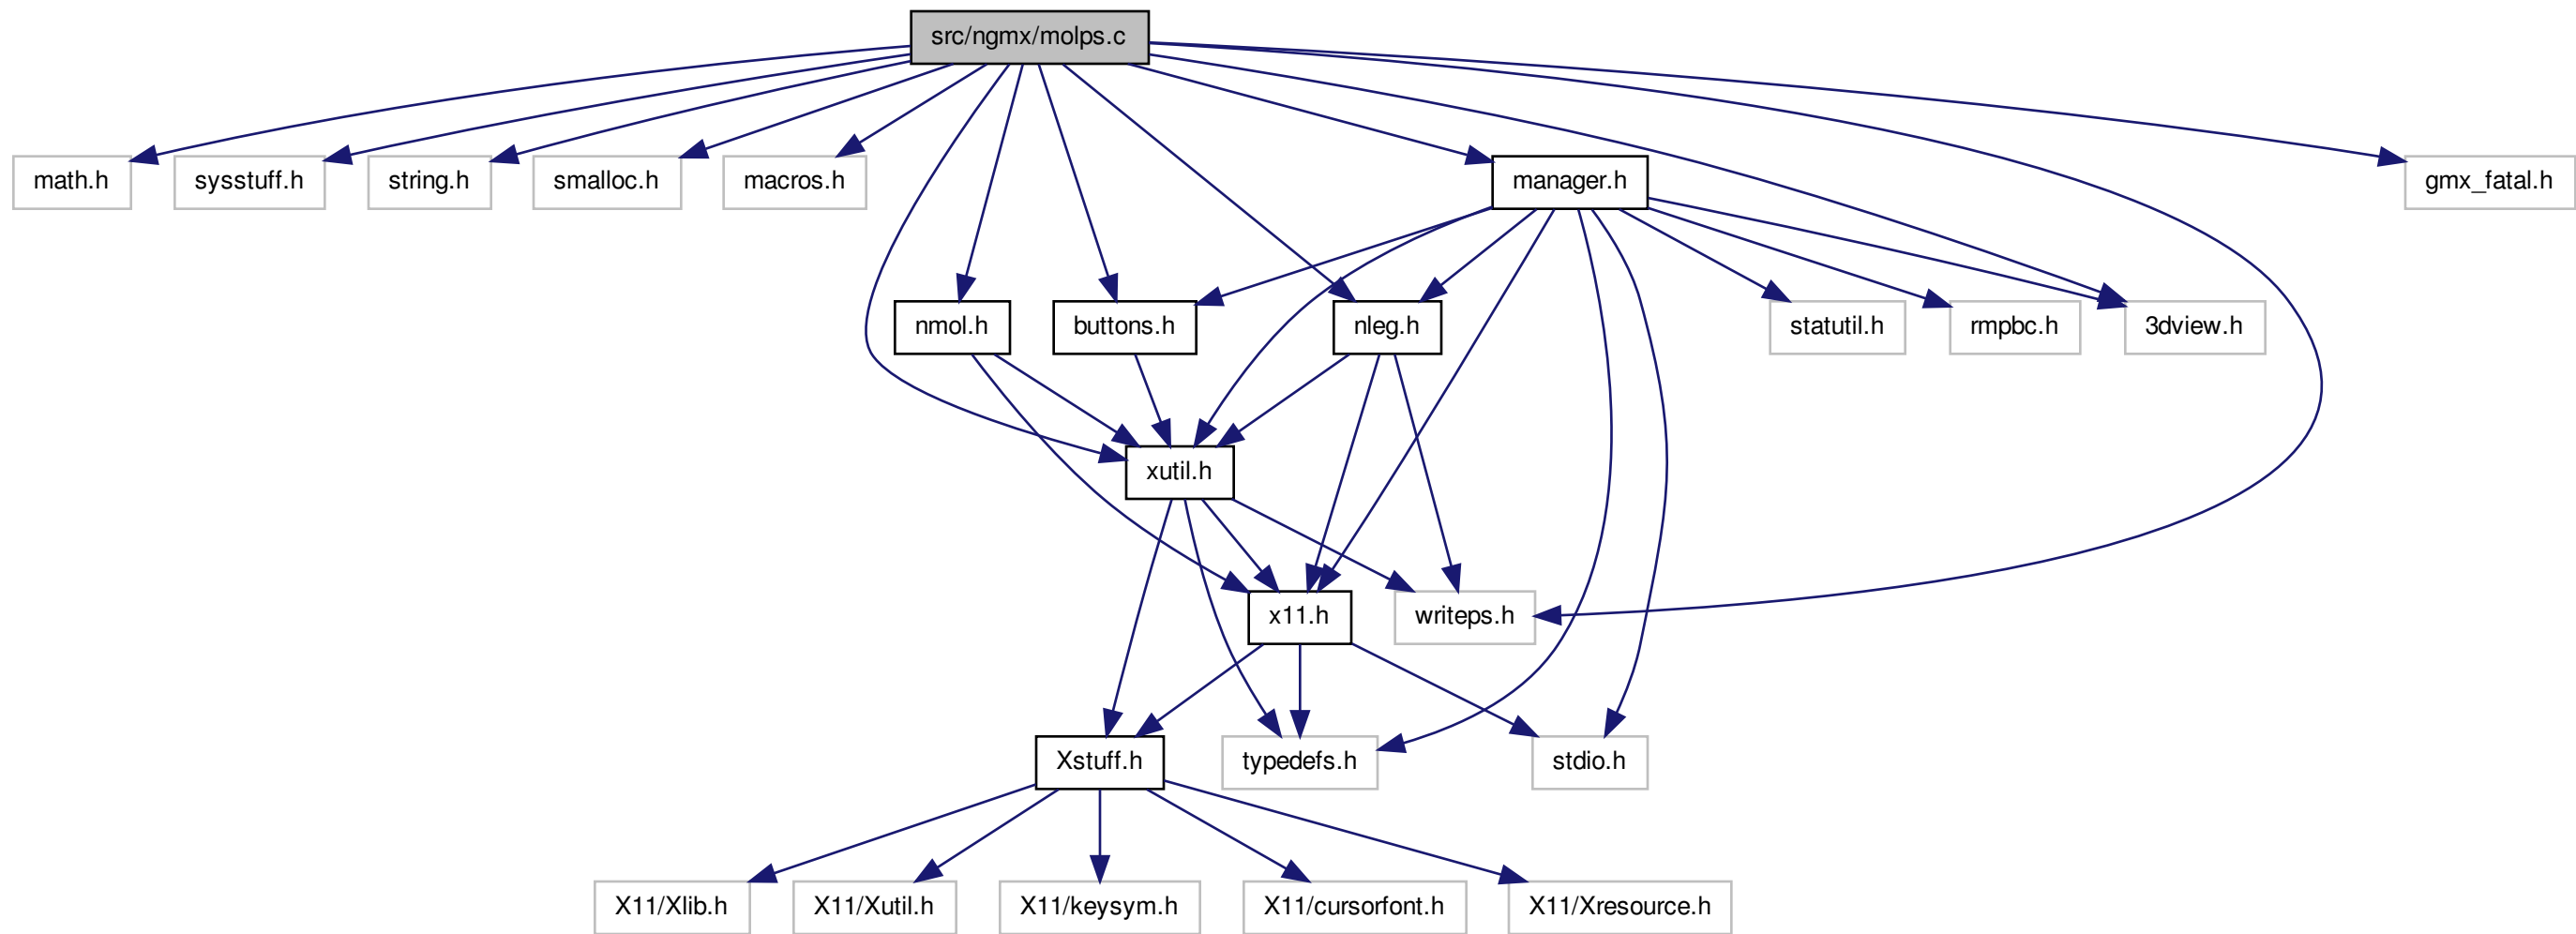 src/ngmx/molps.c
math.h
sysstuff.h
string.h
smalloc.h
macros.h
manager.h
gmx_fatal.h
nmol.h
buttons.h
nleg.h
statutil.h
rmpbc.h
3dview.h
xutil.h
x11.h
writeps.h
Xstuff.h
typedefs.h
stdio.h
X11/Xlib.h
X11/Xutil.h
X11/keysym.h
X11/cursorfont.h
X11/Xresource.h